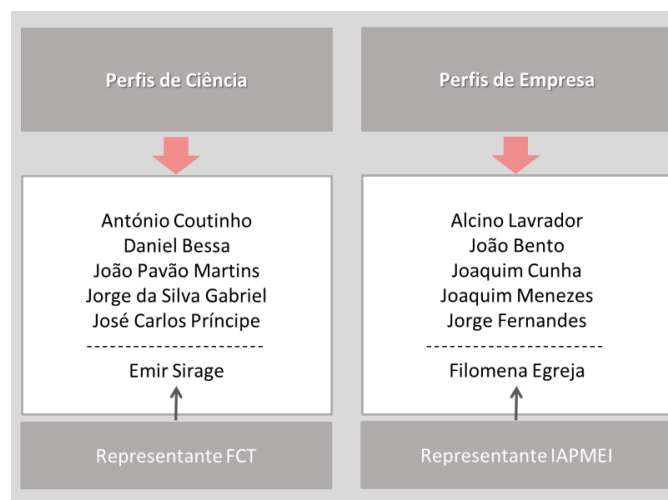 Perfis de Ciência
António Coutinho
Daniel Bessa
João Pavão Martins
Jorge da Silva Gabriel
José Carlos Príncipe
-----------------------
Emir Sirage
Representante FCT
Perfis de Empresa
Alcino Lavrador
João Bento
Joaquim Cunha
Joaquim Menezes
Jorge Fernandes
-----------------------
Filomena Egreja
Representante IAPMEI